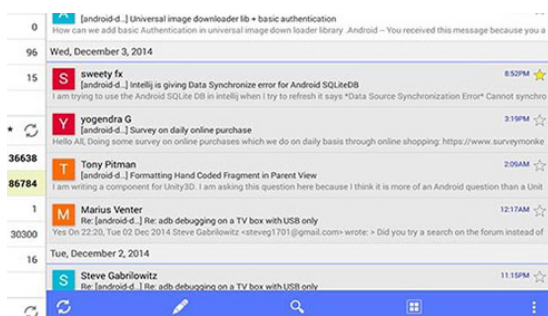 [android-d...] Universal image downloader lib + basic authentication
How can we add basic Authentication in universal image down loader library .Android – You received this message because you a
0
96
Wed, December 3, 2014
15
S
sweety fx
8:52PM
[android-d...] Intellij is giving Data Synchronize error for Android SQLiteDB
I am trying to use the Android SQLite DB in intellij when I try to refresh it says *Data Source Synchronization Error* Cannot synchro
Y
yogendra G
3:19PM
[android-d...] Survey on daily online purchase
Hello All, Doing some survey on online purchases which we do on daily basis through online shopping: https://www.surveymonke
36638
T
Tony Pitman
2:09AM
[android-d...] Formatting Hand Coded Fragment in Parent View
86784
I am writing a component for Unity3D. I am asking this question here because I think it is more of an Android question than a Unit
1
M
Marius Venter
12:17AM
Re: [android-d...] Re: adb debugging on a TV box with USB only
30300
Yes On 22:20, Tue 02 Dec 2014 Steve Gabrilowitz <steveg1701@gmail.com> wrote: > Did you try a search on the forum instead of
16
Tue, December 2, 2014
S
Steve Gabrilowitz
11:15PM
Re: [android-d...] Re: adb debugging on a TV box with USB only